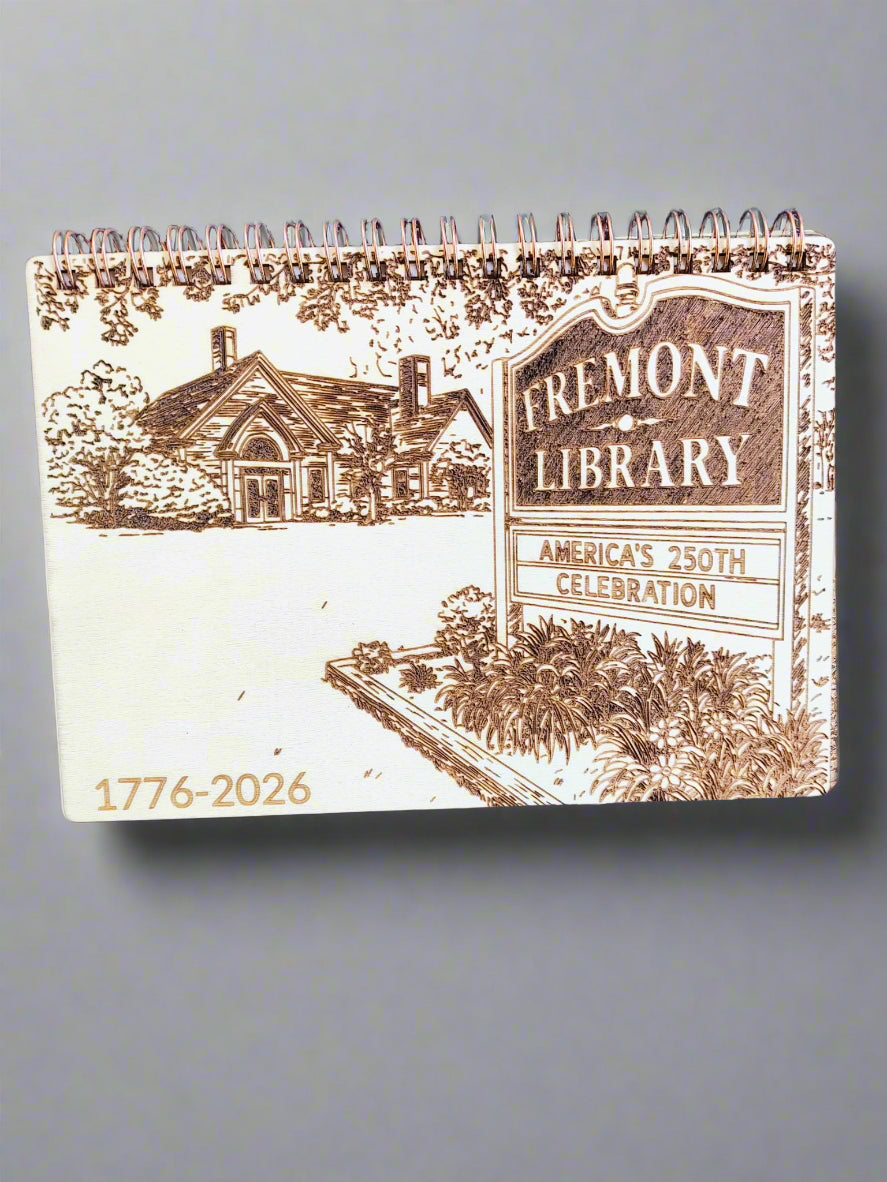 FREMONT
LIBRARY
AMERICA'S 250TH
CELEBRATION
1776-2026